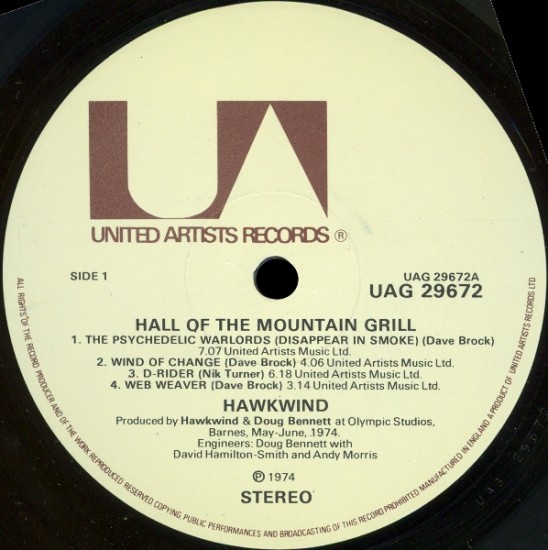 UA
UNITED ARTISTS RECORDS ®
SIDE 1
UAG 29672A
UAG 29672
HALL OF THE MOUNTAIN GRILL
1. THE PSYCHEDELIC WARLORDS (DISAPPEAR IN SMOKE) (Dave Brock)
7.07 United Artists Music Ltd.
2. WIND OF CHANGE (Dave Brock) 4.06 United Artists Music Ltd.
3. D-RIDER (Nik Turner) 6.18 United Artists Music Ltd.
4. WEB WEAVER (Dave Brock) 3.14 United Artists Music Ltd.
HAWKWIND
Produced by Hawkwind & Doug Bennett at Olympic Studios,
Barnes, May-June, .1974.
Engineers: Doug Bennett with
David Hamilton-Smith and Andy Morris
℗ 1974
STEREO
ALL RIGHTS OF THE RECORD PRODUCER AND OF THE WORK REPRODUCED RESERVED COPYING PUBLIC PERFORMANCES AND BROADCASTING OF THIS RECORD PROHIBITED MANUFACTURED IN ENGLAND A PRODUCT OF UNITED ARTISTS RECORDS LTD